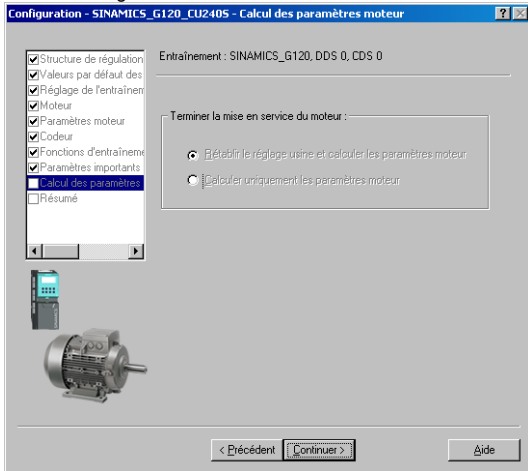 Configuration - SINAMICS_G120_CU240S - Calcul des paramètres moteur
Structure de régulation
Valeurs par défaut des
Réglage de l'entraînem
Moteur
Paramètres moteur
Codeur
Fonctions d'entraîneme
Paramètres importants
Calcul des paramètres
Résumé
Entraînement : SINAMICS_G120, DDS 0, CDS 0
Terminer la mise en service du moteur :
Rétablir le réglage usine et calculer les paramètres moteur
Calculer uniquement les paramètres moteur
< Précédent
Continuer >
Aide